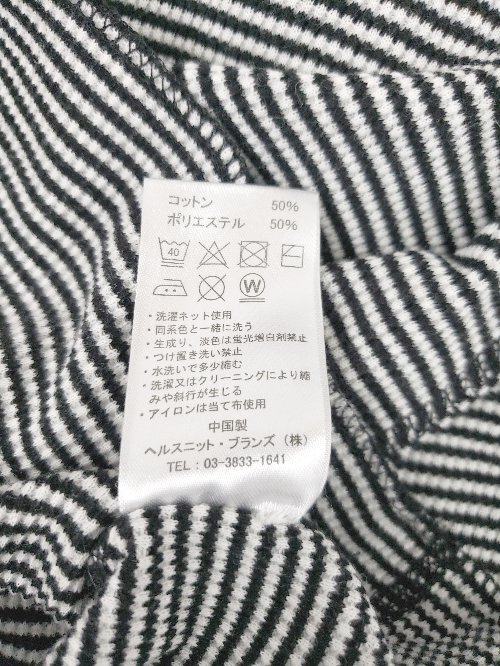 コットン 50%
ポリエステル 50%
40
W
・洗濯ネット使用
・同系色と一緒に洗う
・生成り、淡色は蛍光増白剤禁止
・つけ置き洗い禁止
・水洗いで多少縮む
・洗濯又はクリーニングにより縮
みや斜行が生じる
・アイロンは当て布使用
中国製
ヘルスニット・ブランズ（株）
TEL : 03-3833-1641